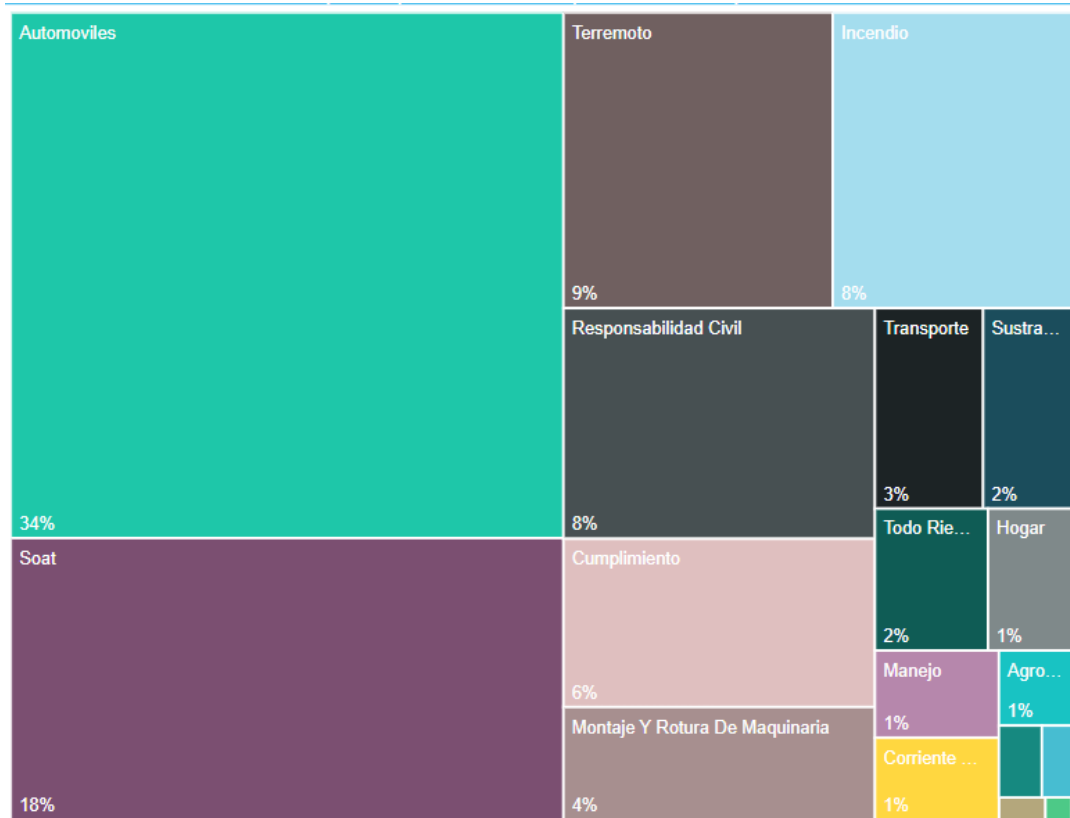 Automoviles
34%
Soat
18%
Terremoto
9%
Incendio
8%
Responsabilidad Civil
8%
Cumplimiento
6%
Montaje Y Rotura De Maquinaria
4%
Transporte
3%
Sustra…
2%
Todo Rie…
2%
Hogar
1%
Manejo
1%
Agro…
1%
Corriente …
1%